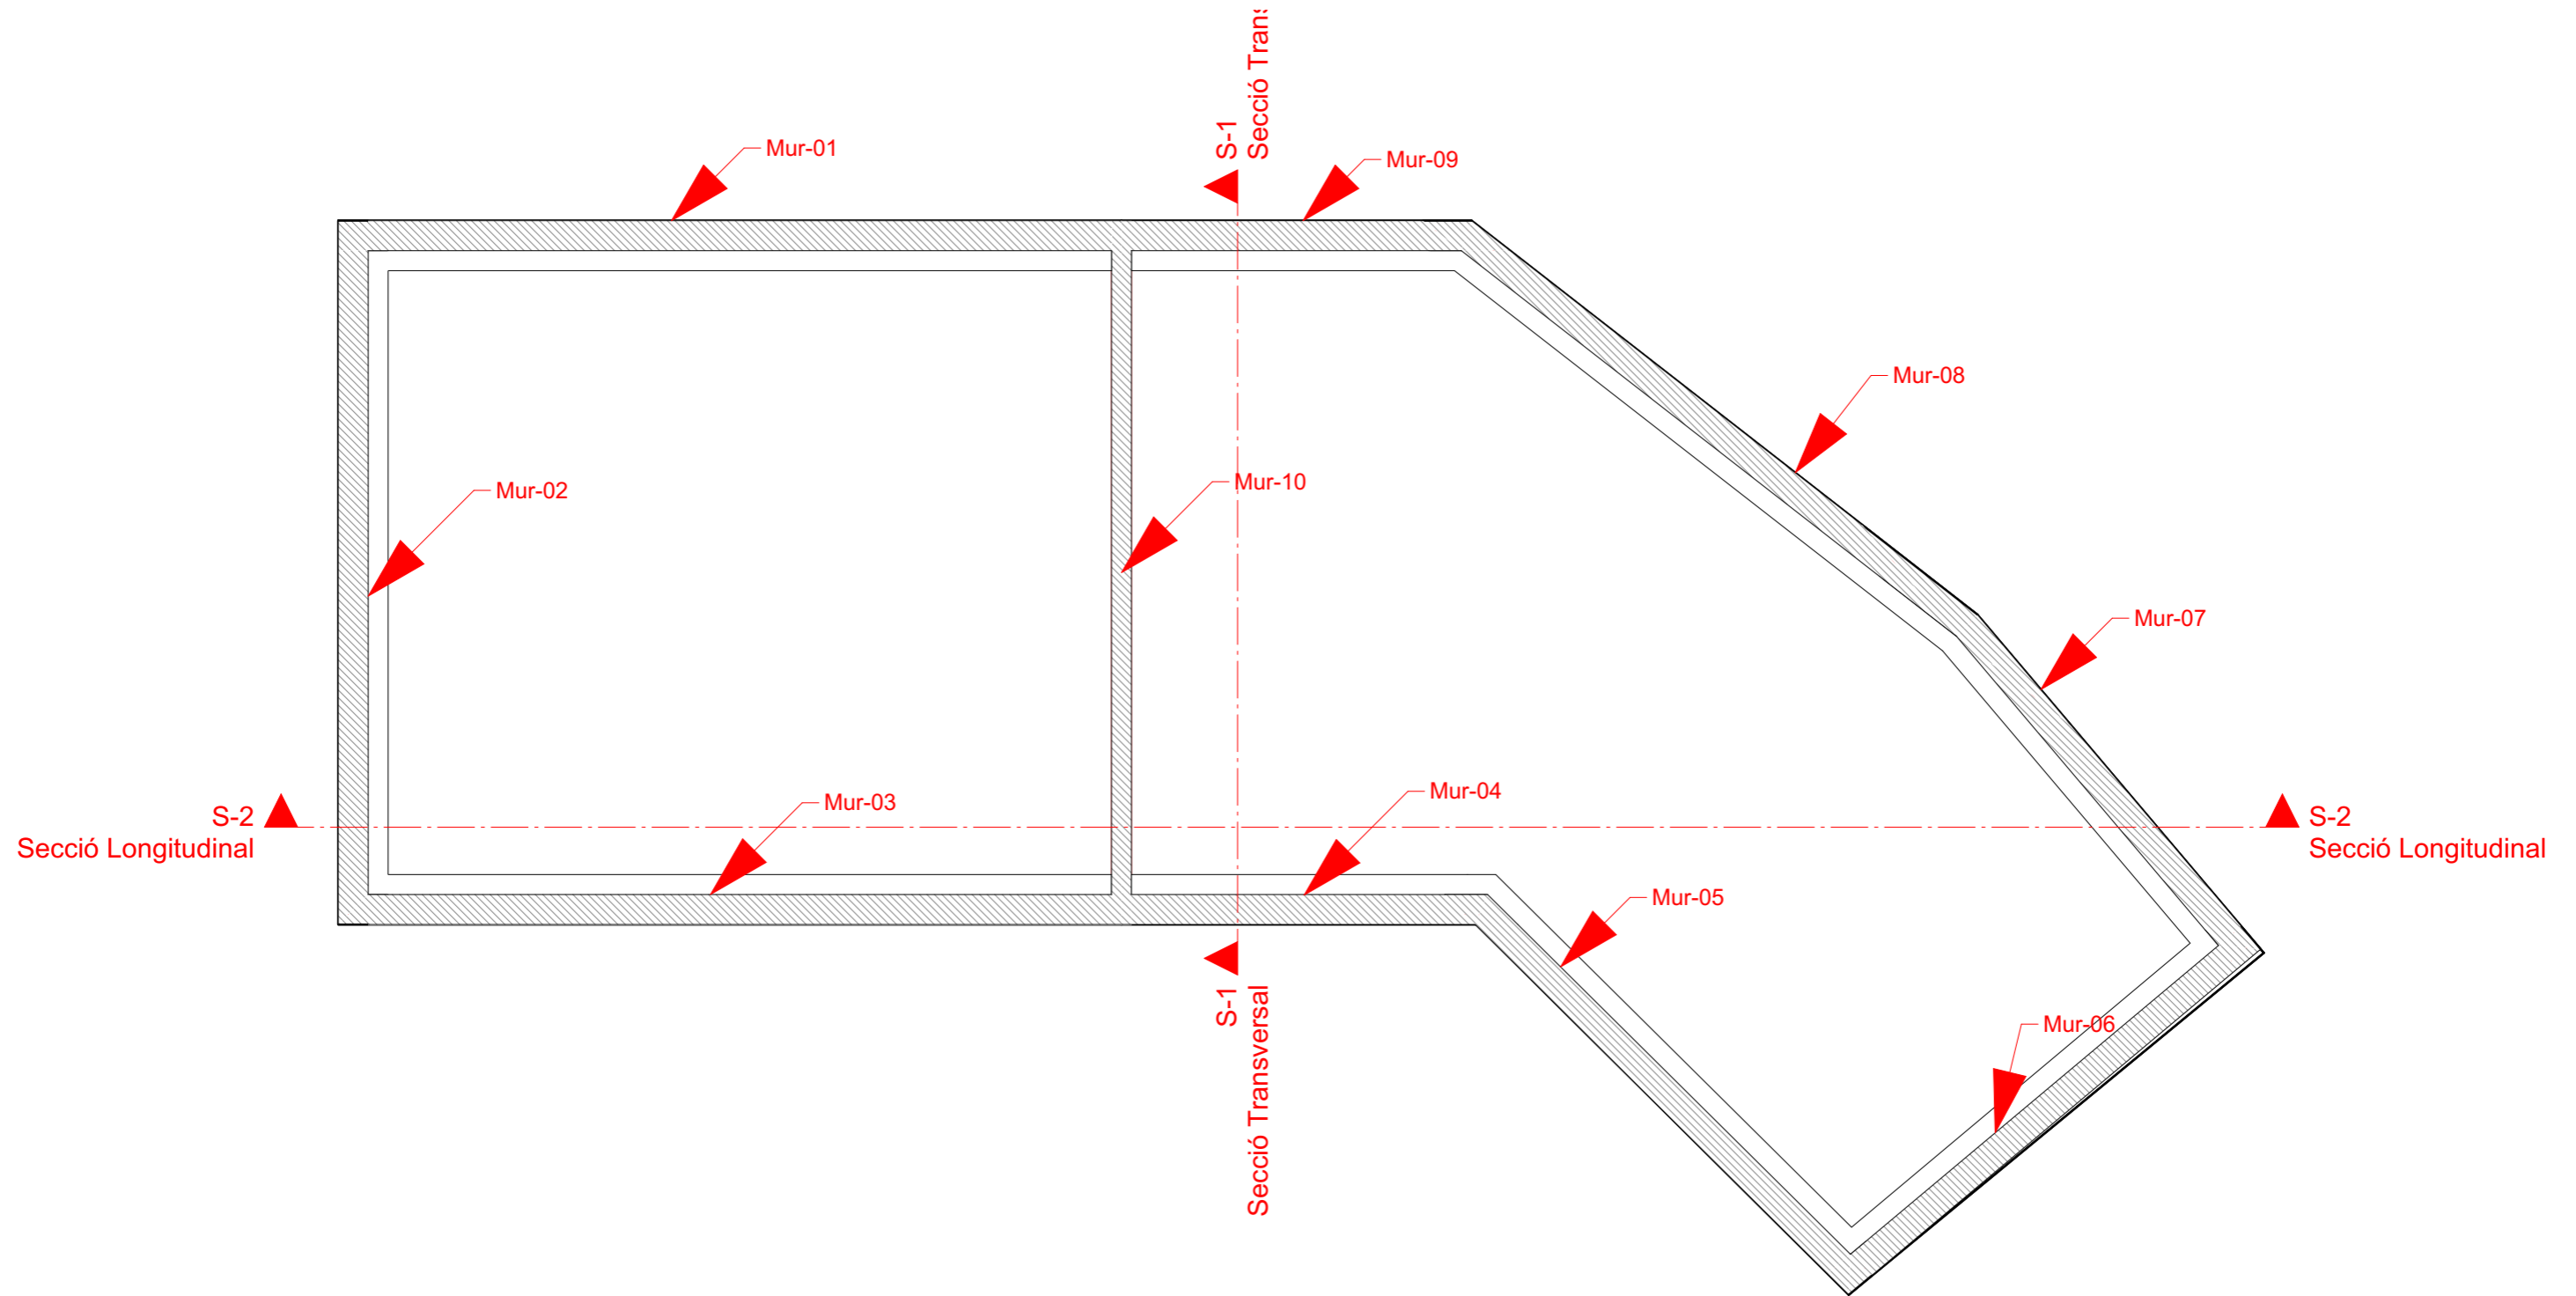 S-1
Secció
Mur-01
Mur-09
Mur-08
Mur-02
Mur-10
Mur-07
Mur-03
Mur-04
S-2
Secció Longitudinal
S-2
Secció Longitudinal
Mur-05
S-1
Secció Transversal
Mur-06